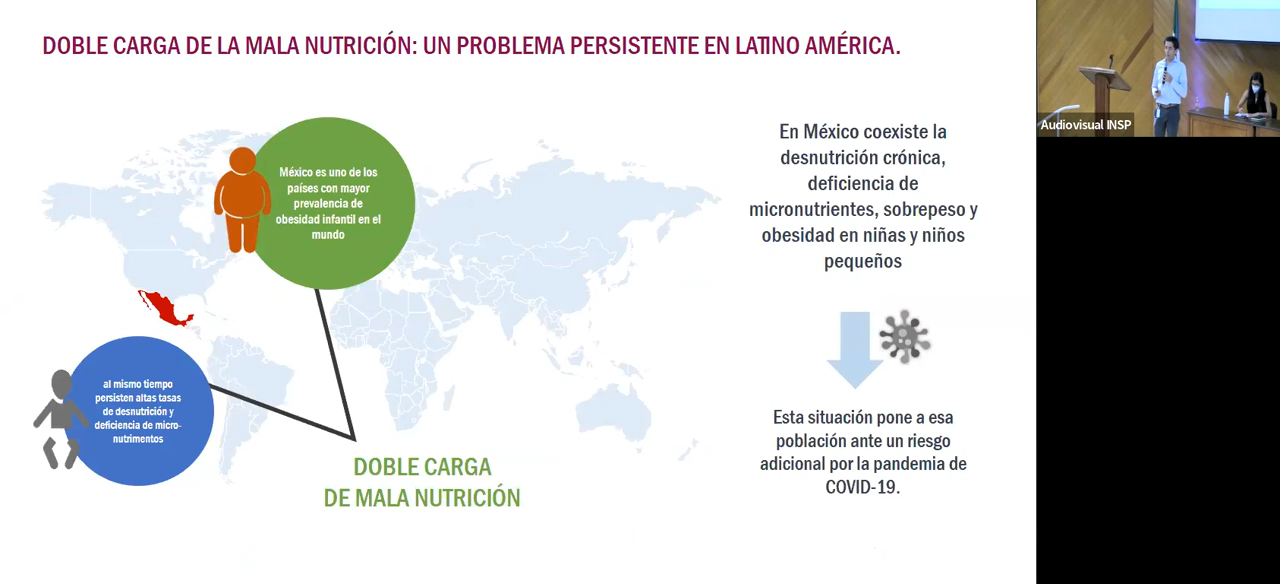 DOBLE CARGA DE LA MALA NUTRICIÓN: UN PROBLEMA PERSISTENTE EN LATINO AMÉRICA.
México es uno de los
países con mayor
prevalencia de
obesidad infantil en el
mundo
al mismo tiempo
persisten altas tasas
de desnutrición y
deficiencia de micro-
nutrimentos
DOBLE CARGA
DE MALA NUTRICIÓN
En México coexiste la
desnutrición crónica,
deficiencia de
micronutrientes, sobrepeso y
obesidad en niñas y niños
pequeños
Esta situación pone a esa
población ante un riesgo
adicional por la pandemia de
COVID-19.
Audiovisual INSP